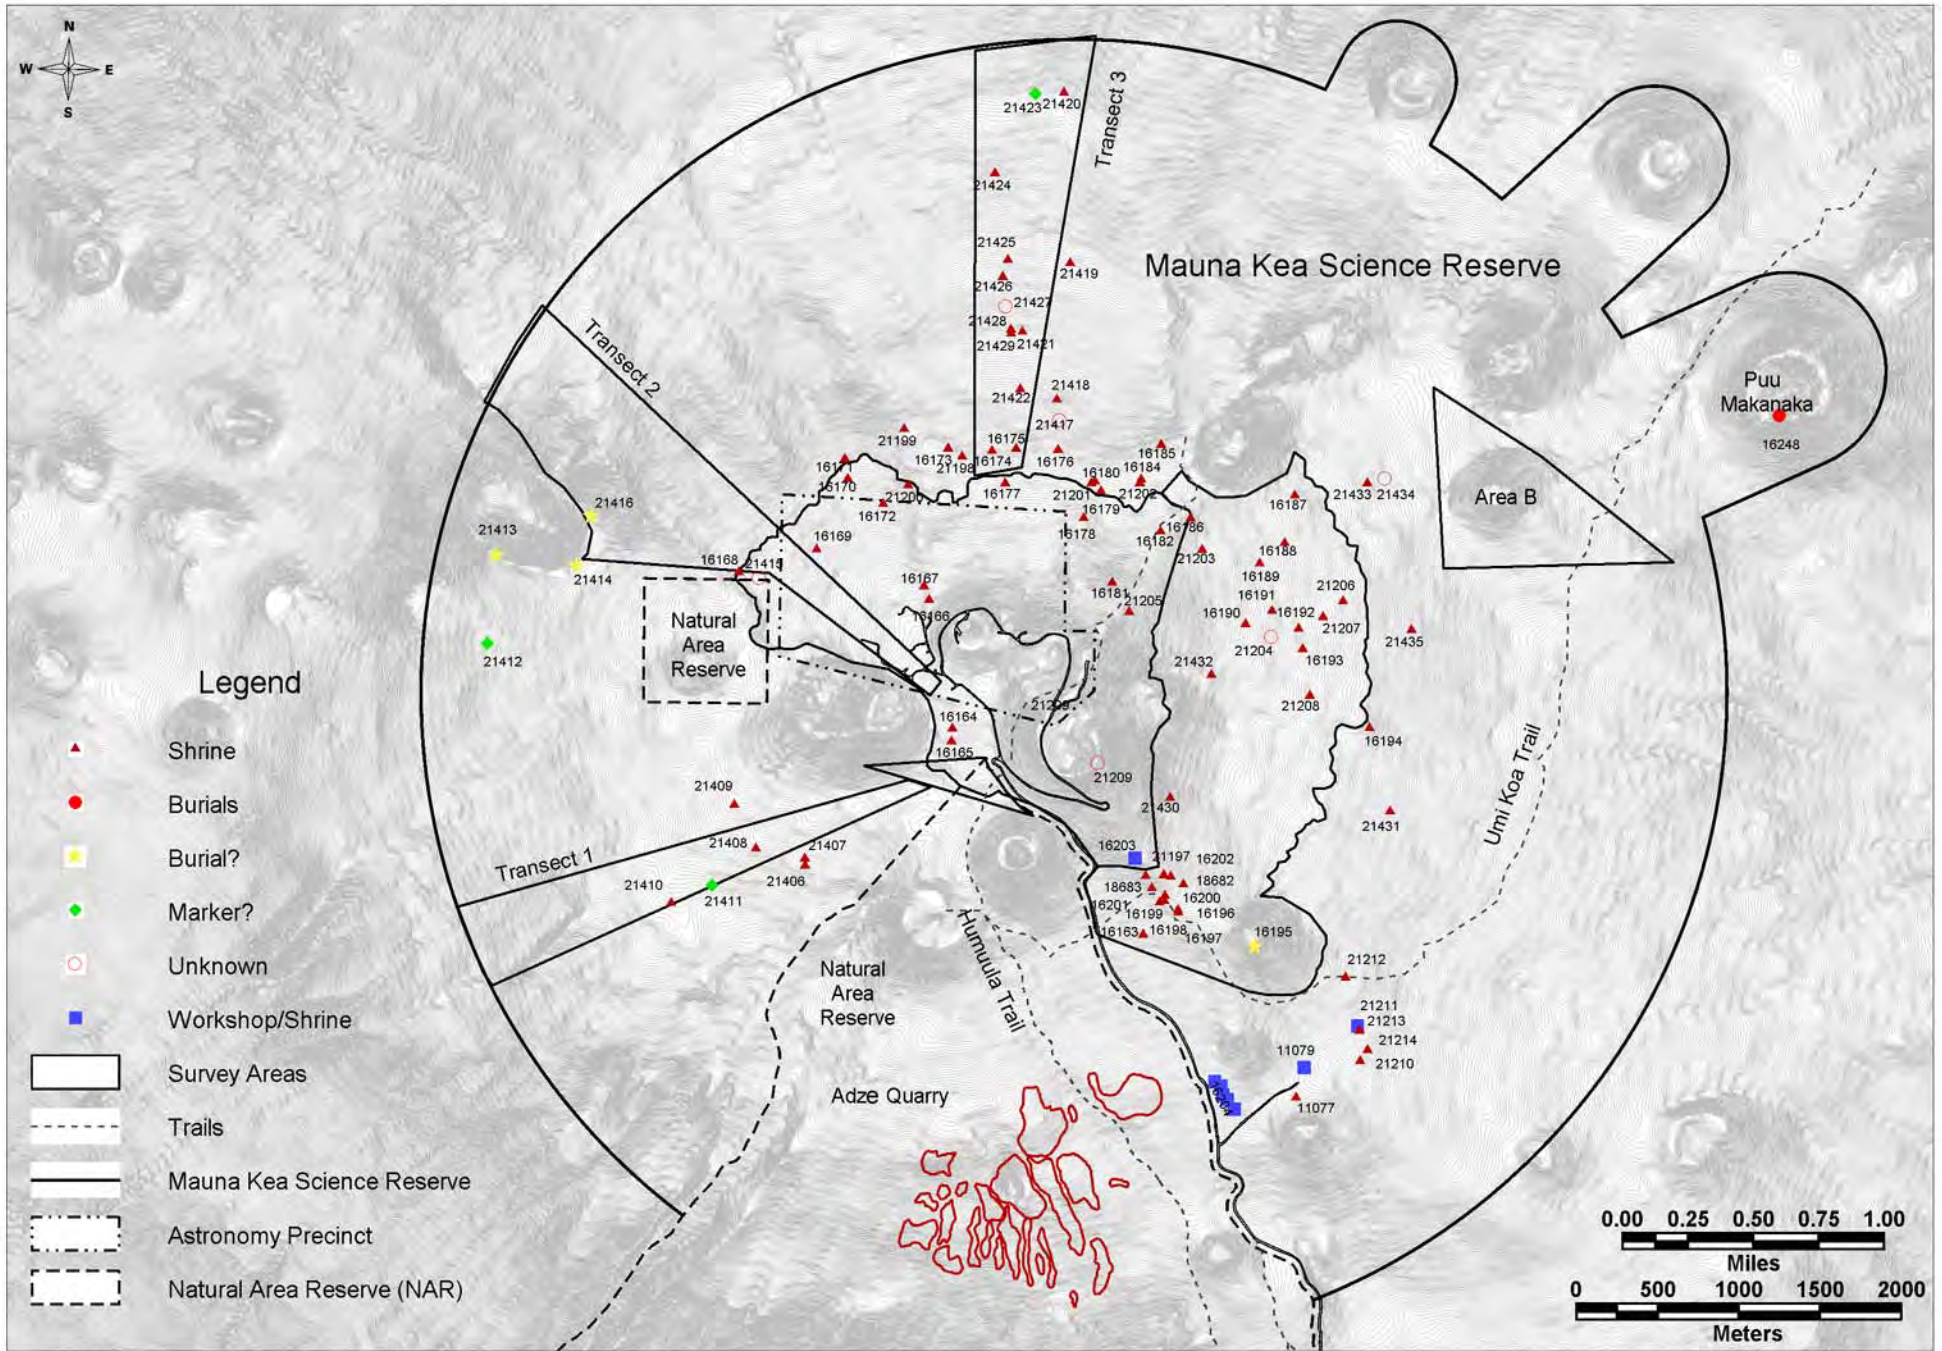 N
W E
S
Transect 3
21423 21420
21424
21425
21419
Mauna Kea Science Reserve
21426
21427
21428
21429 21421
Transect 2
21418
21422
21417
Puu
Makanaka
16248
21199
16175
16173
21198
16174
16176
16185
16171
16170
16180
16184
21200
16177
21201
21202
21433 21434
Area B
16172
16179
16187
21416
16178
16182
16186
21413
16169
21203
16188
21414
16168
21415
16189
16167
16181
21206
16166
21205
16191
16190
16192
21207
Natural
Area
Reserve
21435
21204
16193
21412
21432
Legend
21209
21208
16164
16165
16194
Shrine
21209
21409
21430
21431
Umi Koa Trail
Burials
21408
21407
16203
21197
16202
Burial?
Transect 1
21406
18683
18682
21410
21411
16201
16200
16199
16196
Marker?
16163
16198
16197
16195
Humuula Trail
Unknown
Natural
Area
Reserve
21212
Workshop/Shrine
21211
21213
11079
21214
21210
Survey Areas
Adze Quarry
16204
11077
Trails
Mauna Kea Science Reserve
Astronomy Precinct
0.00 0.25 0.50 0.75 1.00
Miles
Natural Area Reserve (NAR)
0 500 1000 1500 2000
Meters